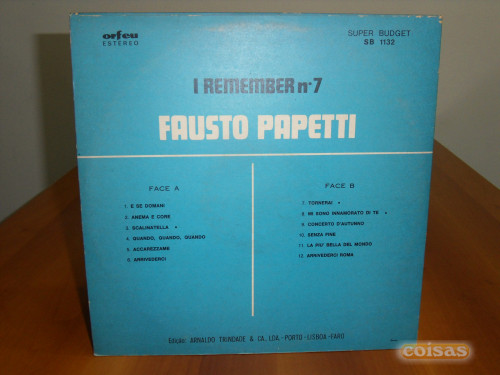 orfeu
ESTEREO
SUPER BUDGET
SB 1132
I REMEMBER nº 7
FAUSTO PAPETTI
FACE A
1. E SE DOMANI
2. ANEMA E CORE
3. SCALINATELLA
4. QUANDO, QUANDO, QUANDO
5. ACCAREZZAME
6. ARRIVEDERCI
FACE B
7. TORNERAI
8. MI SONO INNAMORATO DI TE
9. CONCERTO D'AUTUNNO
10. SENZA FINE
11. LA PIU' BELLA DEL MONDO
12. ARRIVEDERCI ROMA
Edição: ARNALDO TRINDADE & CA. LDA.-PORTO-LISBOA-FARO
coisas